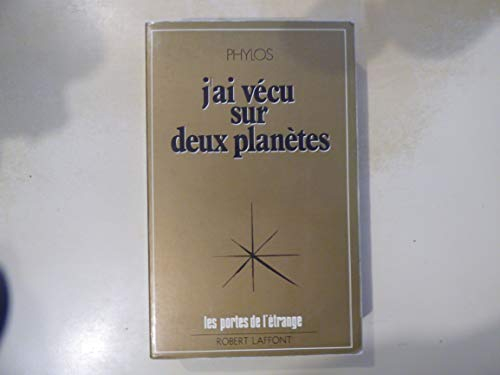 PHYLOS
j'ai vécu
sur
deux planètes
les portes de l'étrange
ROBERT LAFFONT